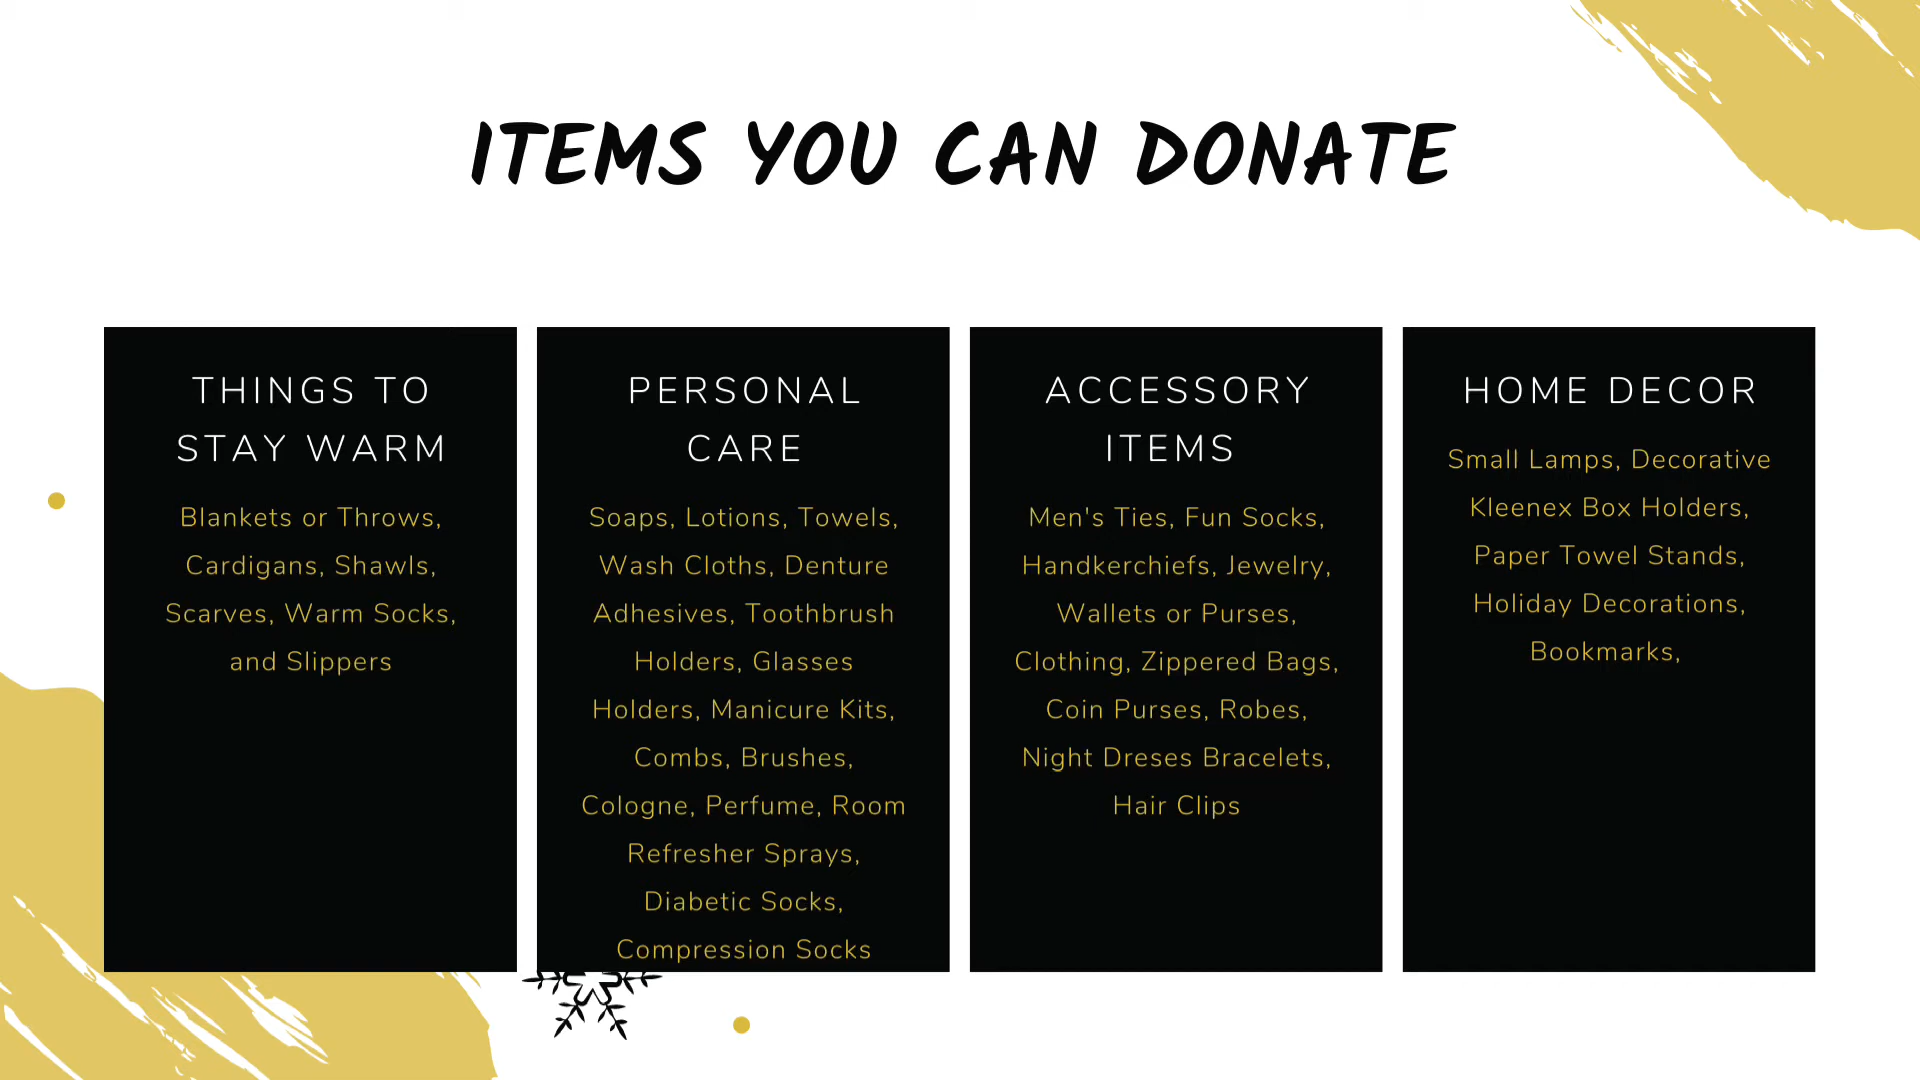 ITEMS YOU CAN DONATE
THINGS TO
STAY WARM
Blankets or Throws,
Cardigans, Shawls,
Scarves, Warm Socks,
and Slippers
PERSONAL
CARE
Soaps, Lotions, Towels,
Wash Cloths, Denture
Adhesives, Toothbrush
Holders, Glasses
Holders, Manicure Kits,
Combs, Brushes,
Cologne, Perfume, Room
Refresher Sprays,
Diabetic Socks,
Compression Socks
ACCESSORY
ITEMS
Men's Ties, Fun Socks,
Handkerchiefs, Jewelry,
Wallets or Purses,
Clothing, Zippered Bags,
Coin Purses, Robes,
Night Dreses Bracelets,
Hair Clips
HOME DECOR
Small Lamps, Decorative
Kleenex Box Holders,
Paper Towel Stands,
Holiday Decorations,
Bookmarks,